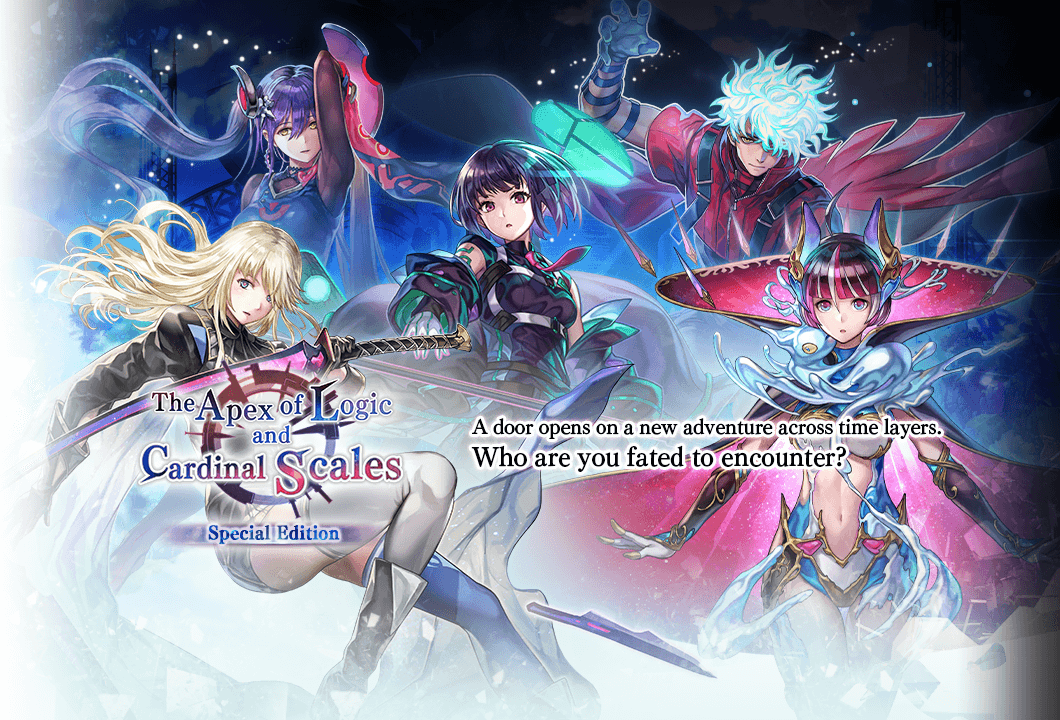 The Apex of Logic
and
Cardinal Scales
Special Edition
A door opens on a new adventure across time layers.
Who are you fated to encounter?